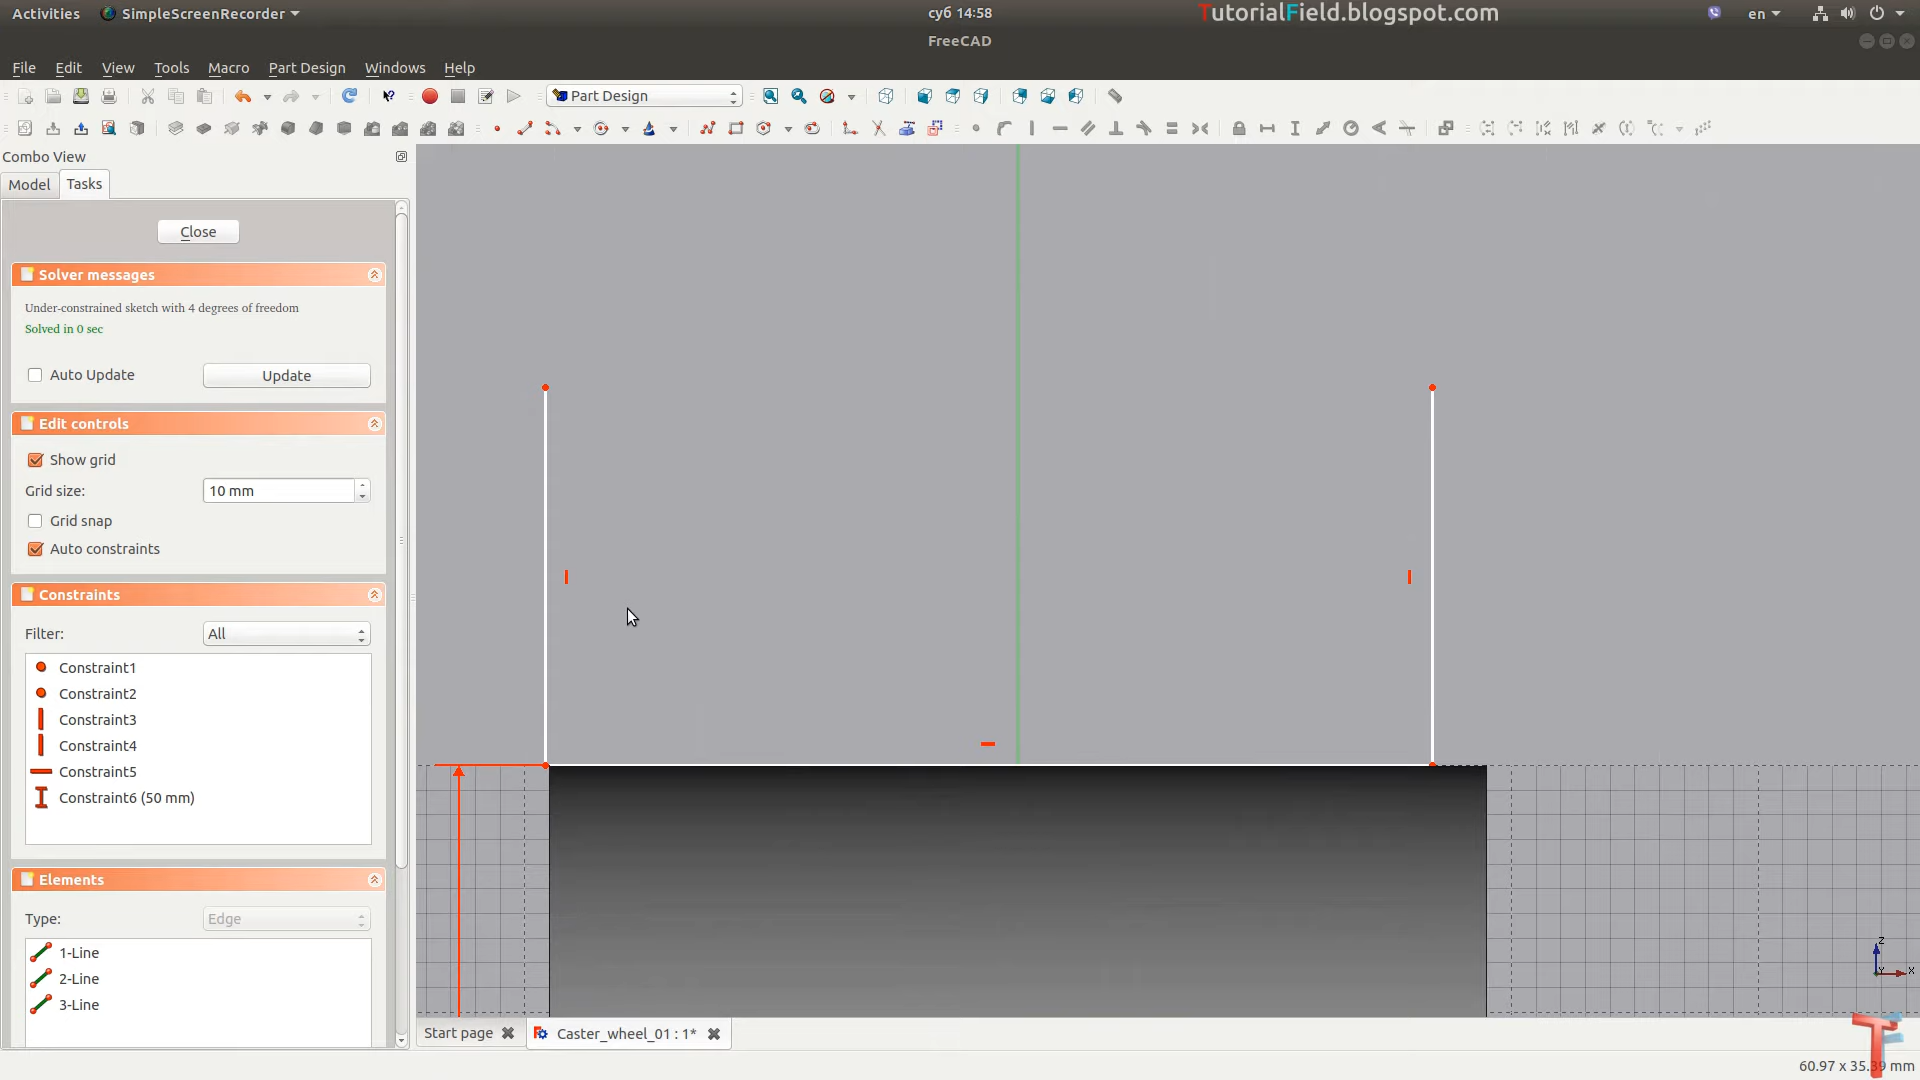 Activities
SimpleScreenRecorder
суб 14:58
TutorialField.blogspot.com
en
FreeCAD
File Edit View Tools Macro Part Design Windows Help
Part Design
Combo View
Model
Tasks
Close
Solver messages
Under-constrained sketch with 4 degrees of freedom
Solved in 0 sec
Auto Update
Update
Edit controls
Show grid
Grid size:
10 mm
Grid snap
Auto constraints
Constraints
Filter:
All
Constraint1
Constraint2
Constraint3
Constraint4
Constraint5
Constraint6 (50 mm)
Elements
Type:
Edge
1-Line
2-Line
3-Line
Z
Y
X
Start page
Caster_wheel_01 : 1*
60.97 x 35.39 mm